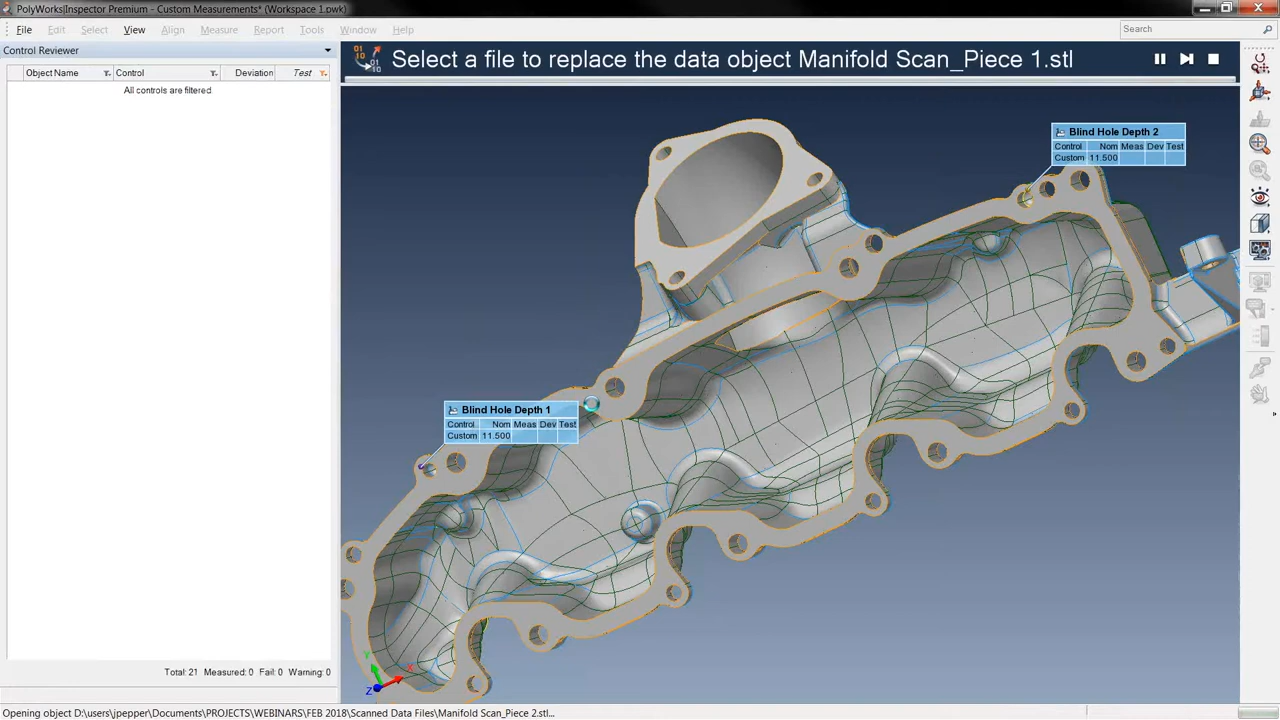 PolyWorks|Inspector Premium - Custom Measurements* (Workspace 1.pwk)
File Edit Select View Align Measure Report Tools Window Help
Search
Control Reviewer
Select a file to replace the data object Manifold Scan_Piece 1.stl
Object Name Control Deviation Test
All controls are filtered
Blind Hole Depth 2
Control Nom Meas Dev Test
Custom 11.500
Blind Hole Depth 1
Control Nom Meas Dev Test
Custom 11.500
Total: 21 Measured: 0 Fail: 0 Warning: 0
Y
X
Z
Opening object D:\users\jpepper\Documents\PROJECTS\WEBINARS\FEB 2018\Scanned Data Files\Manifold Scan_Piece 2.stl...